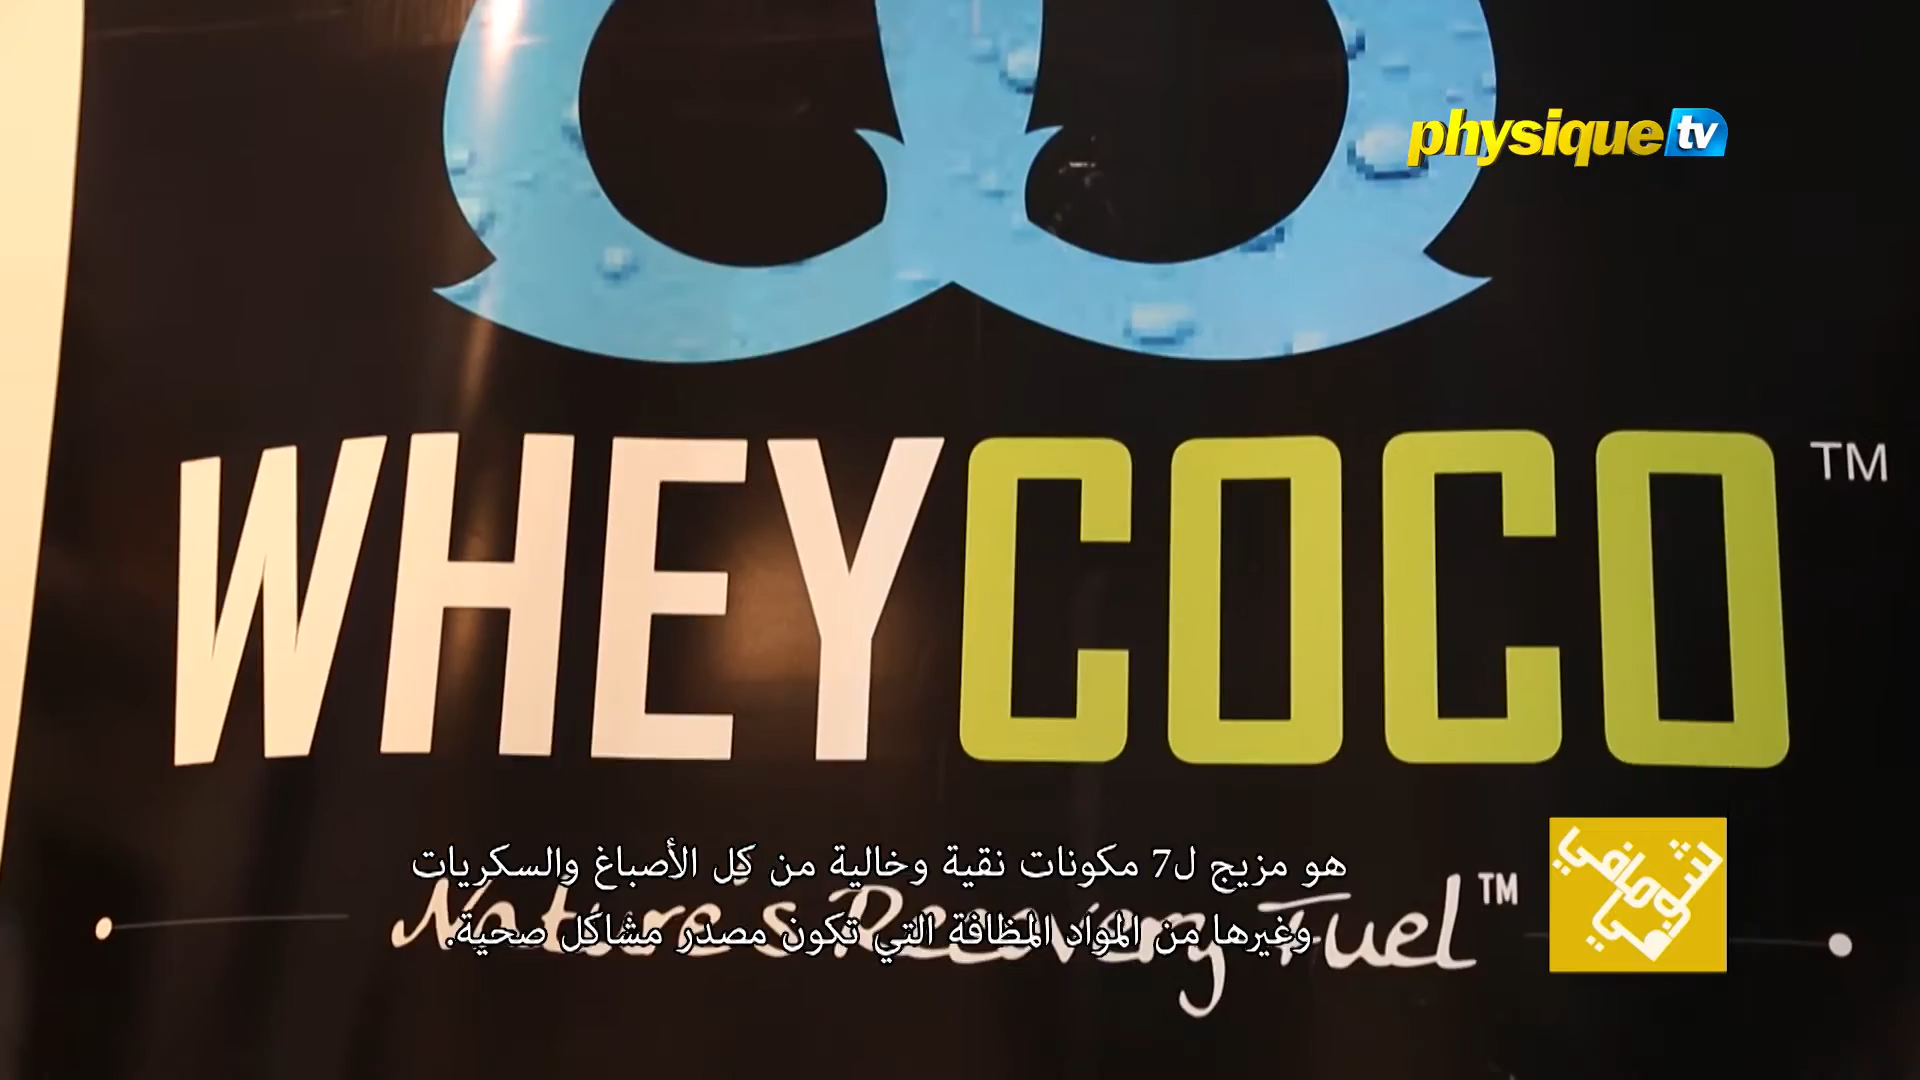 physique tv
WHEYCOCO™
هو مزيج ل7 مكونات نقية وخالية من كل الأصباغ والسكريات
وغيرها من المواد المظافة التي تكون مصدر مشاكل صحية.
Nature's Recovery Fuel™